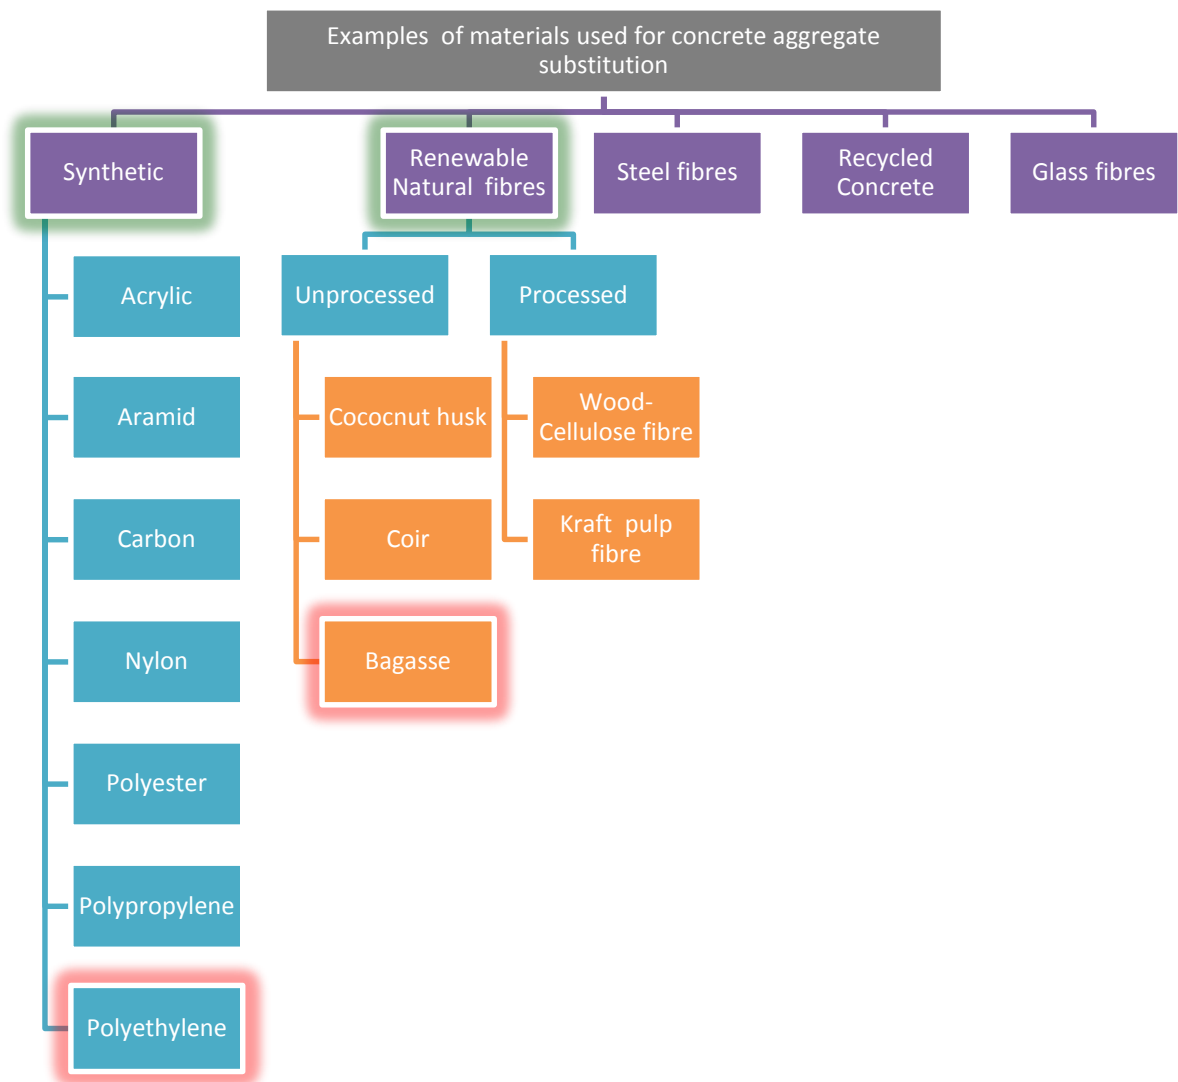 Examples of materials used for concrete aggregate
substitution
Synthetic
Renewable
Natural fibres
Steel fibres
Recycled
Concrete
Glass fibres
Acrylic
Aramid
Carbon
Nylon
Polyester
Polypropylene
Polyethylene
Unprocessed
Cococnut husk
Coir
Bagasse
Processed
Wood-
Cellulose fibre
Kraft pulp
fibre